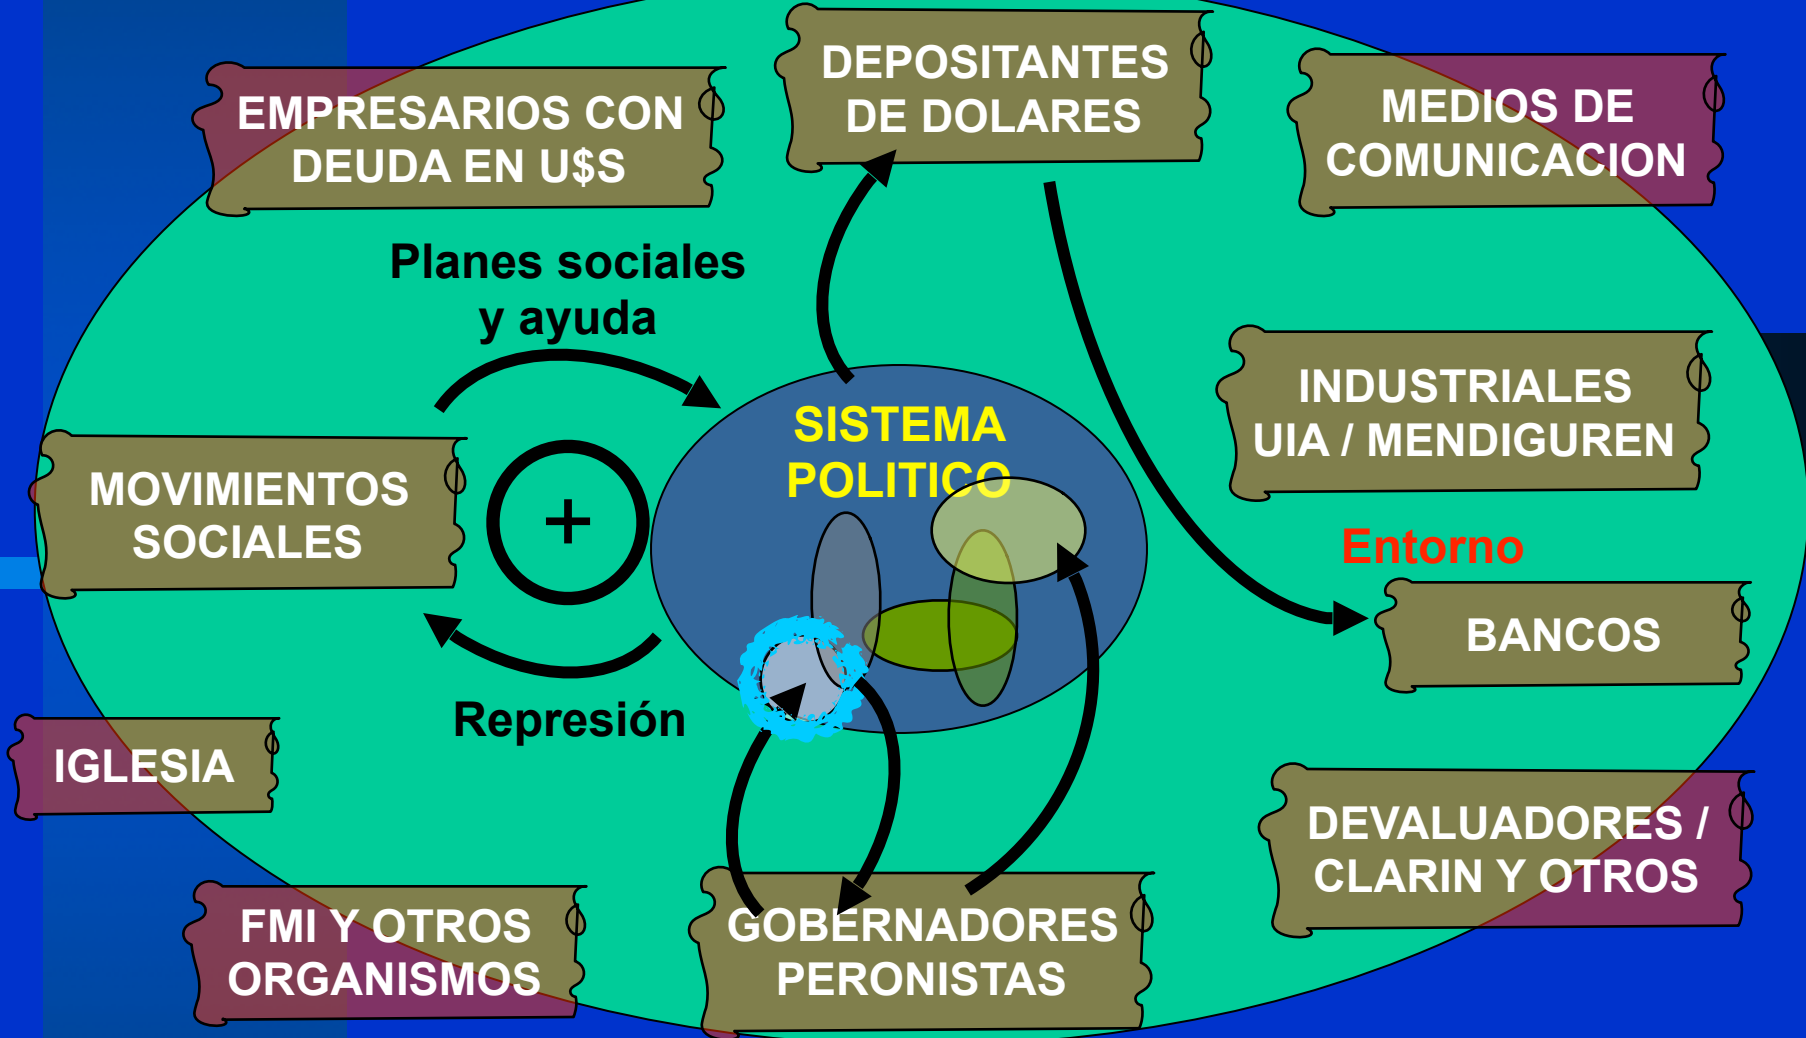 DEPOSITANTES
DE DOLARES
EMPRESARIOS CON
DEUDA EN U$S
MEDIOS DE
COMUNICACION
Planes sociales
y ayuda
INDUSTRIALES
UIA / MENDIGUREN
SISTEMA
POLITICO
MOVIMIENTOS
SOCIALES
+
Entorno
BANCOS
Represión
IGLESIA
DEVALUADORES /
CLARIN Y OTROS
FMI Y OTROS
ORGANISMOS
GOBERNADORES
PERONISTAS